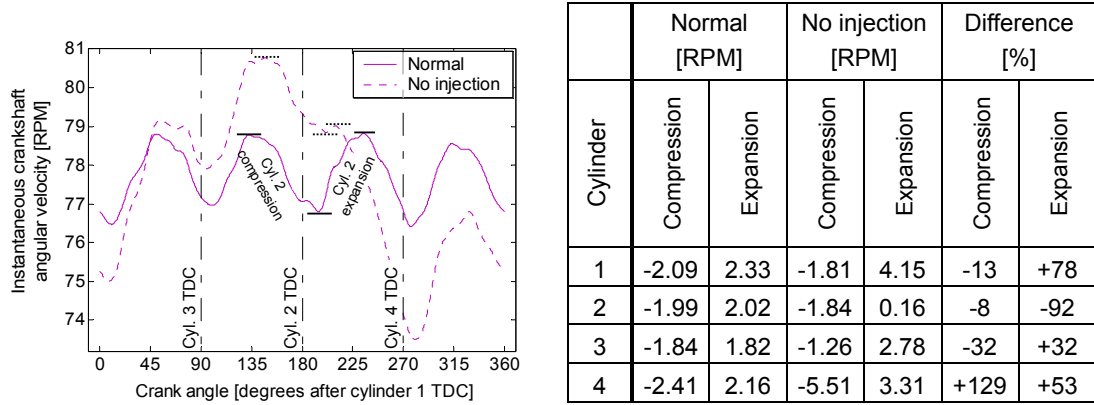 81
80
79
78
77
76
75
74
0 45 90 135 180 225 270 315 360
Instantaneous crankshaft
angular velocity [RPM]
Crank angle [degrees after cylinder 1 TDC]
Normal
No injection
Cyl. 3 TDC
Cyl. 2
compression
Cyl. 2 TDC
Cyl. 2
expansion
Cyl. 4 TDC
Normal No injection Difference
[RPM] [RPM] [%]
Cylinder Compression Expansion Compression Expansion Compression Expansion
1 -2.09 2.33 -1.81 4.15 -13 +78
2 -1.99 2.02 -1.84 0.16 -8 -92
3 -1.84 1.82 -1.26 2.78 -32 +32
4 -2.41 2.16 -5.51 3.31 +129 +53